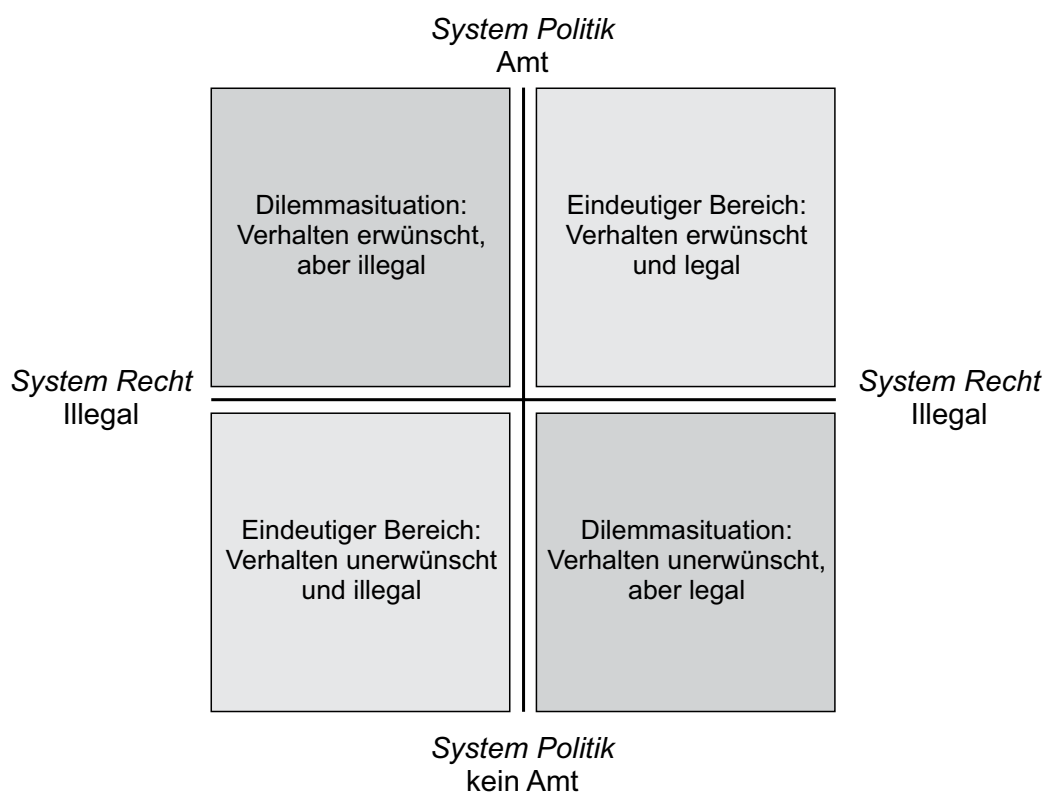 System Politik
Amt
Dilemmasituation:
Verhalten erwünscht,
aber illegal
Eindeutiger Bereich:
Verhalten erwünscht
und legal
System Recht
Illegal
System Recht
Illegal
Eindeutiger Bereich:
Verhalten unerwünscht
und illegal
Dilemmasituation:
Verhalten unerwünscht,
aber legal
System Politik
kein Amt